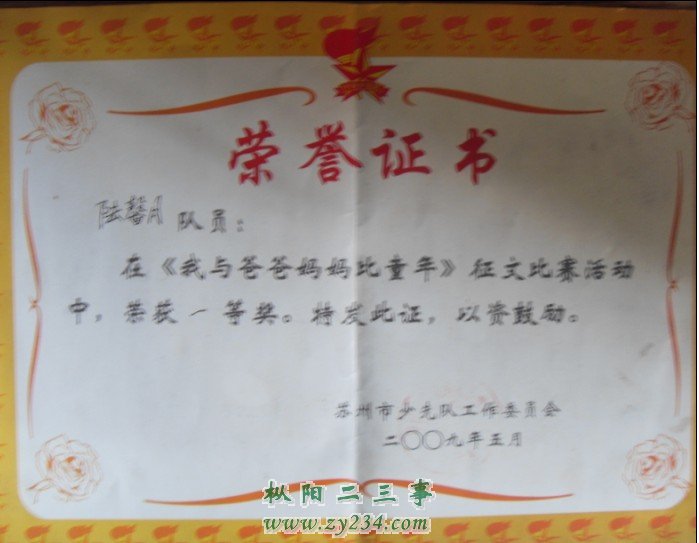 荣誉证书
陆馨月 队员：
在《我与爸爸妈妈比童年》征文比赛活动
中，荣获一等奖。特发此证，以资鼓励。
苏州市少先队工作委员会
二〇〇九年五月
枞阳二三事
www.zy234.com